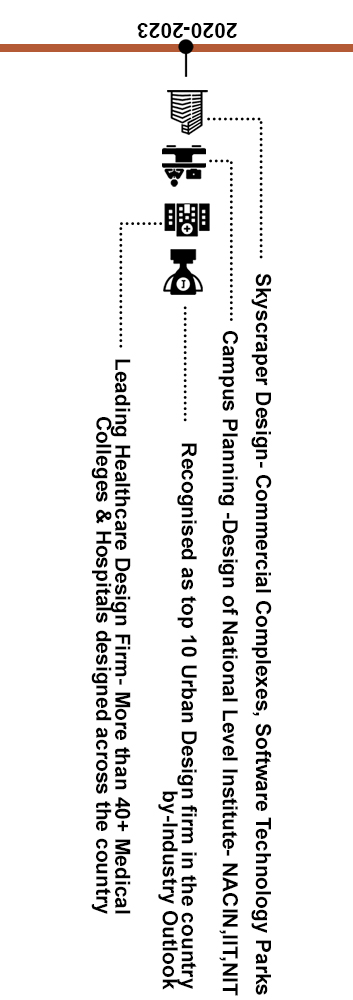 Skyscraper Design- Commercial Complexes, Software Technology Parks
Campus Planning -Design of National Level Institute- NACIN,IIT,NIT
Recognised as top 10 Urban Design firm in the country
by-Industry Outlook
Leading Healthcare Design Firm- More than 40+ Medical
Colleges & Hospitals designed across the country
2020-2023